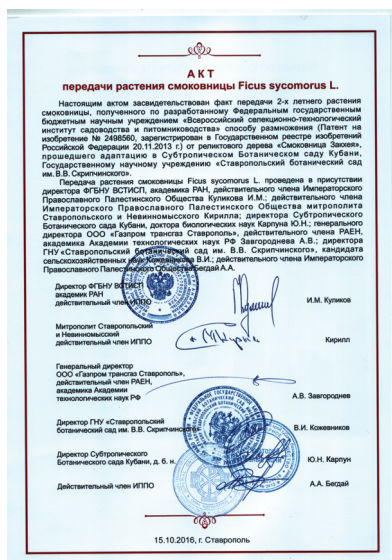 АКТ
передачи растения смоковницы Ficus sycomorus L.
Настоящим актом засвидетельствован факт передачи 2-х летнего растения
смоковницы, полученного по разработанному Федеральным государственным
бюджетным научным учреждением «Всероссийский селекционно-технологический
институт садоводства и питомниководства» способу размножения (Патент на
изобретение № 2498560, зарегистрирован в Государственном реестре изобретений
Российской Федерации 20.11.2013 г.) от реликтового дерева «Смоковница Закхея»,
прошедшего адаптацию в Субтропическом Ботаническом саду Кубани,
Государственному научному учреждению «Ставропольский ботанический сад
им. В.В. Скрипчинского».
Передача растения смоковницы Ficus sycomorus L. проведена в присутствии
директора ФГБНУ ВСТИСП, академика РАН, действительного члена Императорского
Православного Палестинского Общества Куликова И.М.; действительного члена
Императорского Православного Палестинского Общества митрополита
Ставропольского и Невинномысского Кирилла; директора Субтропического
Ботанического сада Кубани, доктора биологических наук Карпун Ю.Н.; генерального
директора ООО «Газпром трансгаз Ставрополь», действительного члена РАЕН,
академика Академии технологических наук РФ Завгороднева А.В.; директора
ГНУ «Ставропольский ботанический сад им. В.В. Скрипчинского», кандидата
сельскохозяйственных наук Кожевникова В.И.; действительного члена Императорского
Православного Палестинского Общества Бегдай А.А.
Директор ФГБНУ ВСТИСП
академик РАН
действительный член ИППО И.М. Куликов
Митрополит Ставропольский
и Невинномысский
действительный член ИППО Кирилл
Генеральный директор
ООО «Газпром трансгаз Ставрополь»,
действительный член РАЕН,
академик Академии
технологических наук РФ А.В. Завгороднев
Директор ГНУ «Ставропольский
ботанический сад им. В.В. Скрипчинского» В.И. Кожевников
Директор Субтропического
Ботанического сада Кубани, д. б. н. Ю.Н. Карпун
Действительный член ИППО А.А. Бегдай
15.10.2016, г. Ставрополь